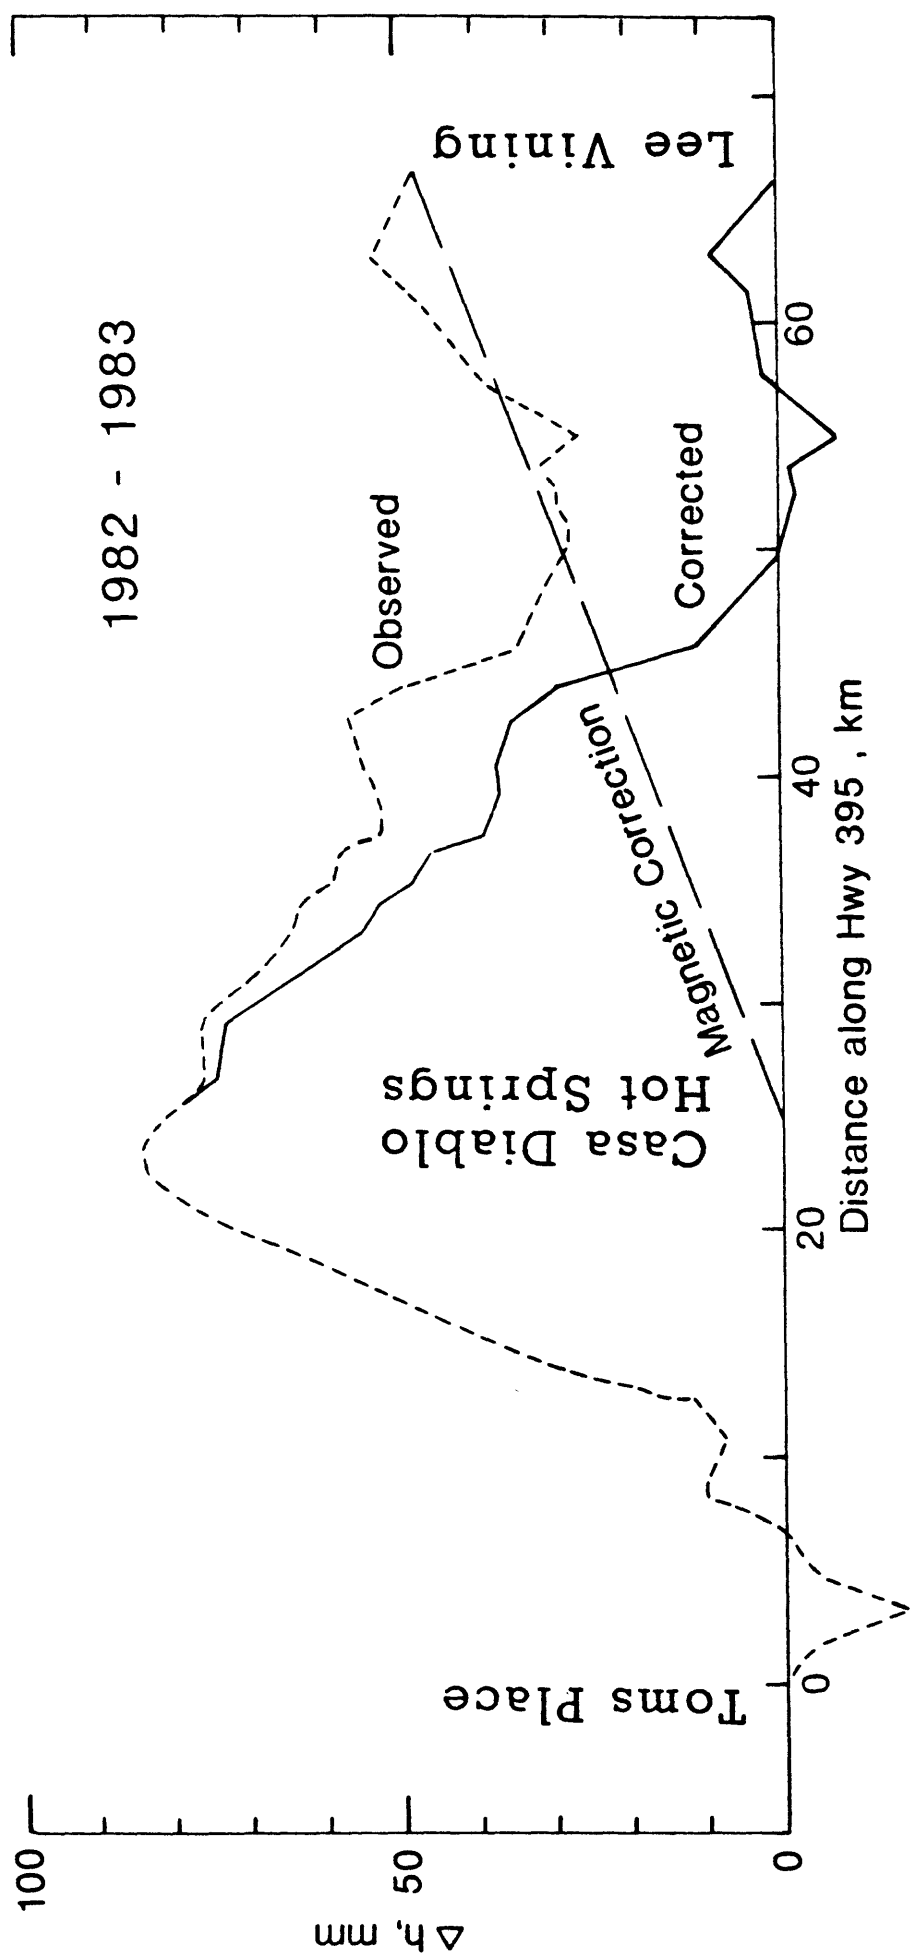 1982 - 1983
Δh, mm
100
50
0
Observed
Corrected
Magnetic Correction
Toms Place
Casa Diablo
Hot Springs
Lee Vining
0
20
40
60
Distance along Hwy 395 , km